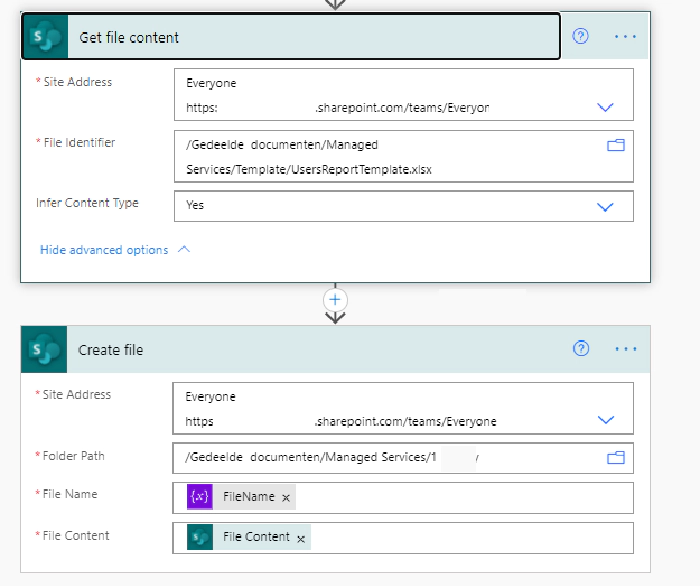 Get file content
* Site Address
Everyone
https: .sharepoint.com/teams/Everyor
* File Identifier
/Gedeelde documenten/Managed
Services/Template/UsersReportTemplate.xlsx
Infer Content Type
Yes
Hide advanced options
Create file
* Site Address
Everyone
https .sharepoint.com/teams/Everyone
* Folder Path
/Gedeelde documenten/Managed Services/1 /
* File Name
{x} FileName ×
* File Content
S File Content ×